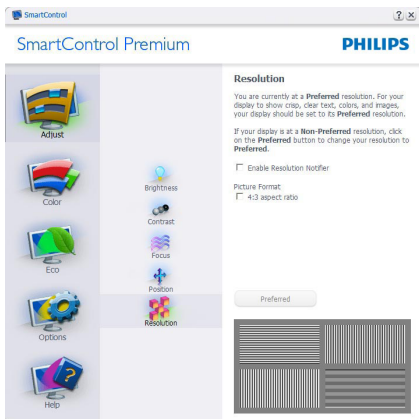 SmartControl
? ×
SmartControl Premium
PHILIPS
Adjust
Color
Eco
Options
Help
Brightness
Contrast
Focus
Position
Resolution
Resolution
You are currently at a Preferred resolution. For your
display to show crisp, clear text, colors, and images,
your display should be set to its Preferred resolution.
If your display is at a Non-Preferred resolution, click
on the Preferred button to change your resolution to
Preferred.
Enable Resolution Notifier
Picture Format
4:3 aspect ratio
Preferred